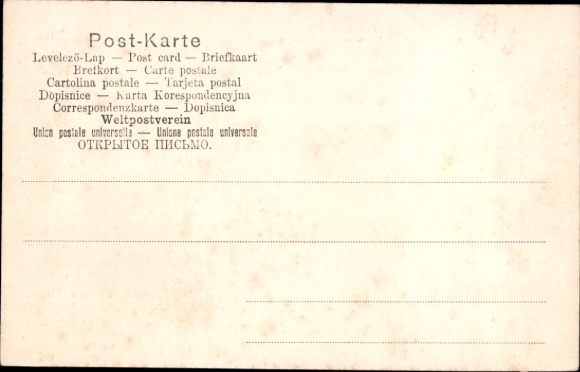 Post-Karte
Levelezö-Lap — Post card — Briefkaart
Brefkort — Carte postale
Cartolina postale — Tarjeta postal
Dopisnice — Karta Korespondencyjna
Correspondenzkarte — Dopisnica
Weltpostverein
Union postale universelle — Unione postale universale
ОТКРЫТОЕ ПИСЬМО.